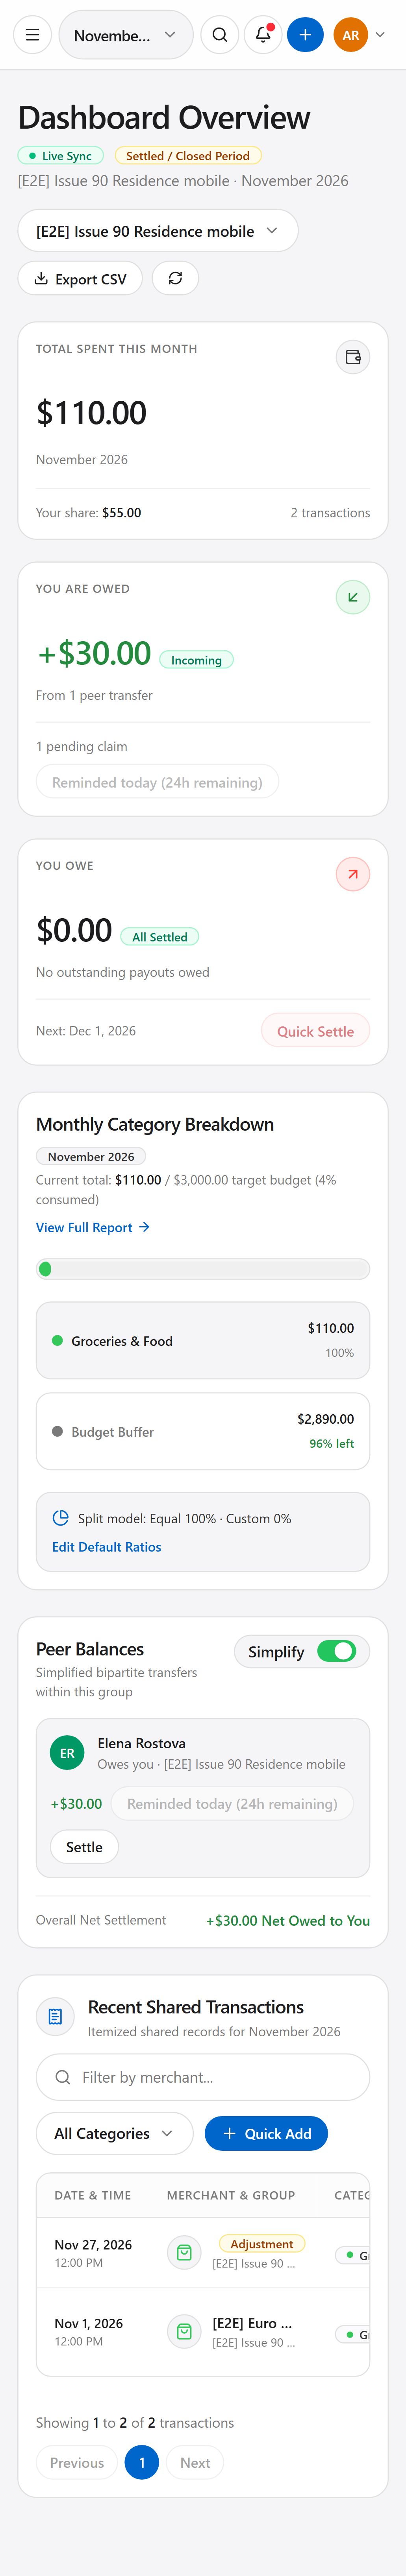 Novembe...
AR
Dashboard Overview
Live Sync
Settled / Closed Period
[E2E] Issue 90 Residence mobile · November 2026
[E2E] Issue 90 Residence mobile
Export CSV
TOTAL SPENT THIS MONTH
$110.00
November 2026
Your share: $55.00
2 transactions
YOU ARE OWED
+$30.00 Incoming
From 1 peer transfer
1 pending claim
Reminded today (24h remaining)
YOU OWE
$0.00 All Settled
No outstanding payouts owed
Next: Dec 1, 2026
Quick Settle
Monthly Category Breakdown
November 2026
Current total: $110.00 / $3,000.00 target budget (4%
consumed)
View Full Report →
Groceries & Food
$110.00
100%
Budget Buffer
$2,890.00
96% left
Split model: Equal 100% · Custom 0%
Edit Default Ratios
Peer Balances
Simplify
Simplified bipartite transfers
within this group
ER
Elena Rostova
Owes you · [E2E] Issue 90 Residence mobile
+$30.00
Reminded today (24h remaining)
Settle
Overall Net Settlement
+$30.00 Net Owed to You
Recent Shared Transactions
Itemized shared records for November 2026
Filter by merchant...
All Categories
Quick Add
DATE & TIME
MERCHANT & GROUP
CATEG
Nov 27, 2026
12:00 PM
Adjustment
[E2E] Issue 90 ...
Nov 1, 2026
12:00 PM
[E2E] Euro ...
[E2E] Issue 90 ...
Showing 1 to 2 of 2 transactions
Previous
1
Next